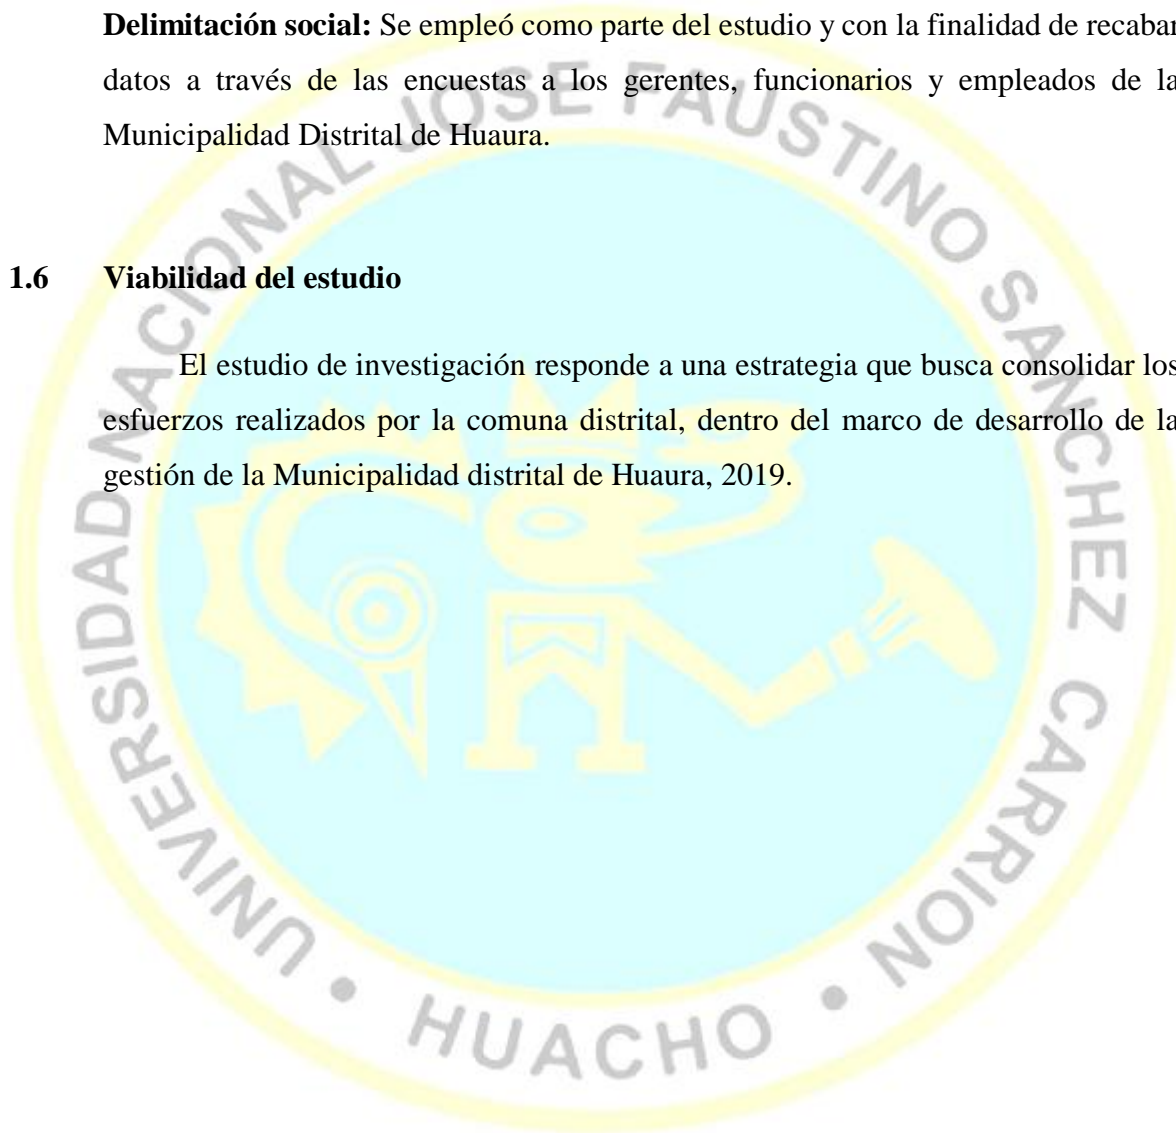 Delimitación social: Se empleó como parte del estudio y con la finalidad de recabar
datos a través de las encuestas a los gerentes, funcionarios y empleados de la
Municipalidad Distrital de Huaura.
1.6 Viabilidad del estudio
El estudio de investigación responde a una estrategia que busca consolidar los
esfuerzos realizados por la comuna distrital, dentro del marco de desarrollo de la
gestión de la Municipalidad distrital de Huaura, 2019.
UNIVERSIDAD NACIONAL JOSE FAUSTINO SANCHEZ CARRION
• HUACHO •